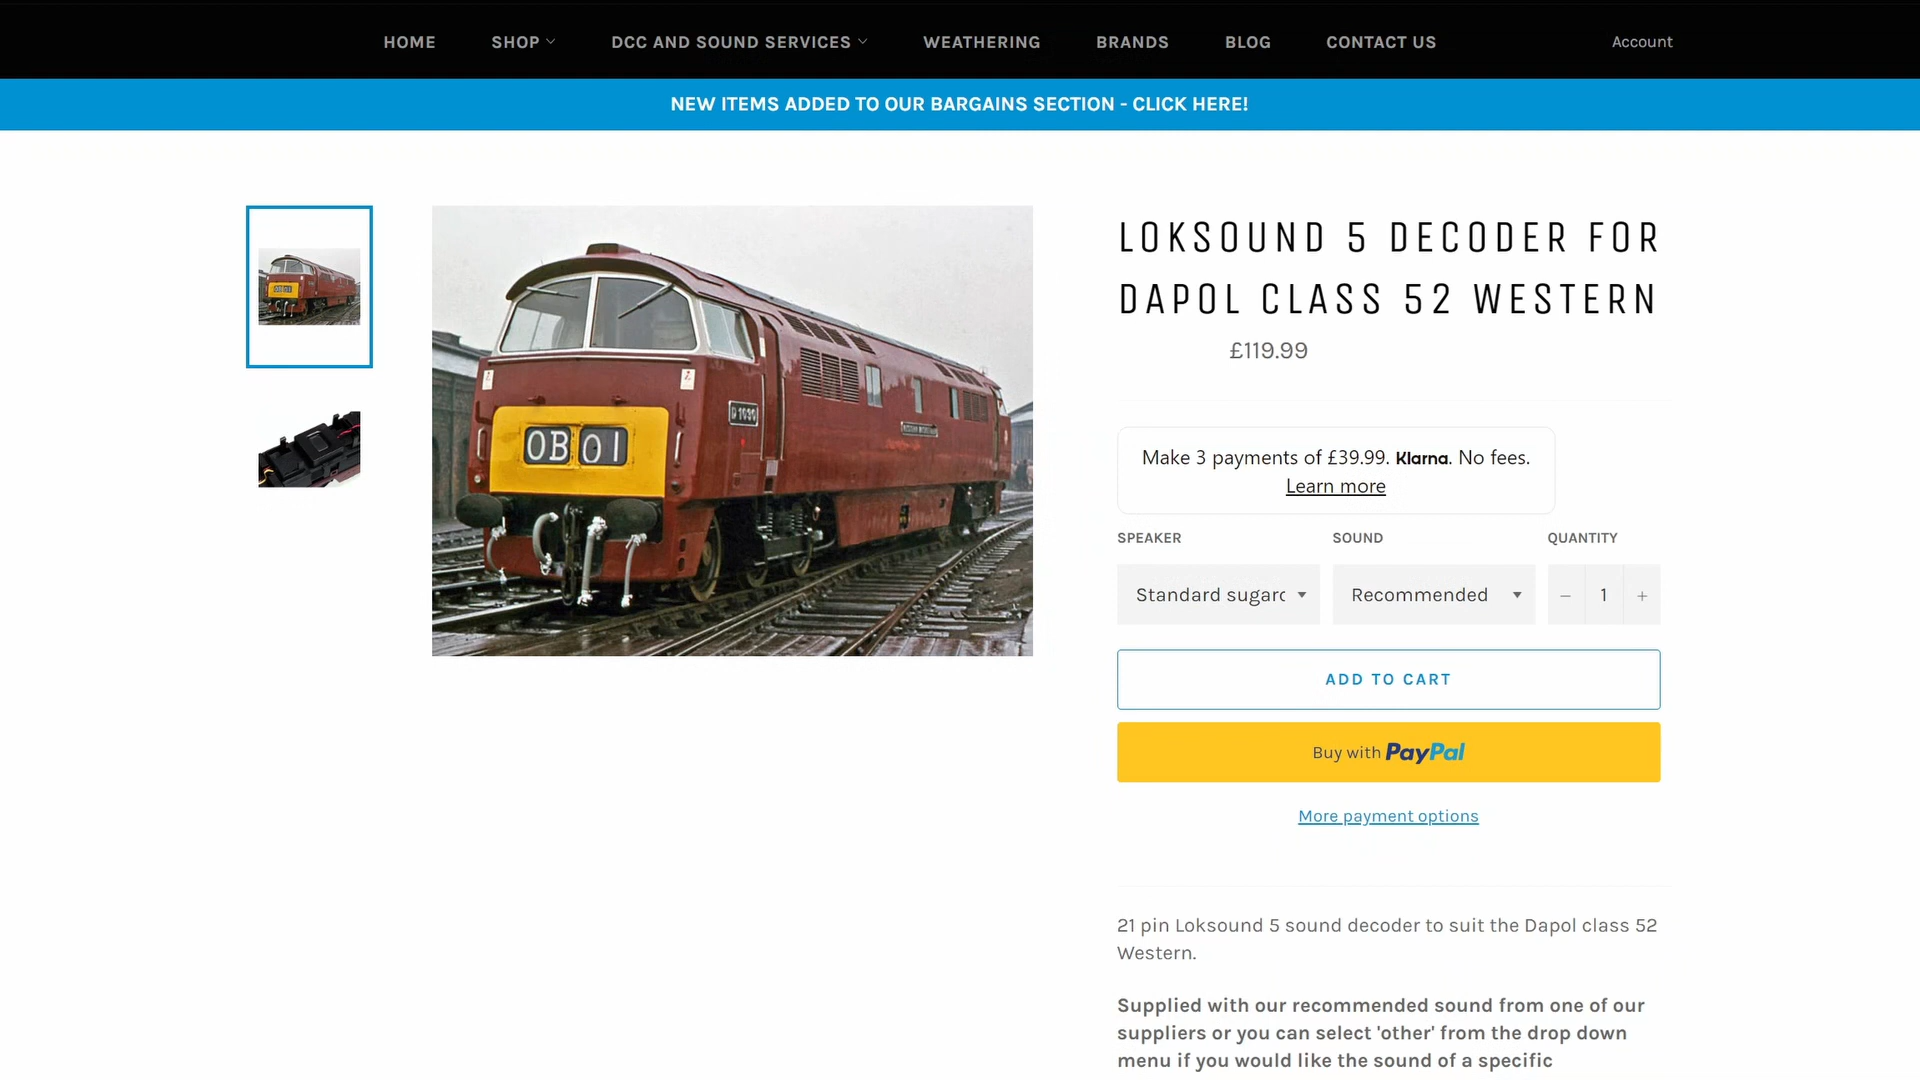 HOME SHOP DCC AND SOUND SERVICES WEATHERING BRANDS BLOG CONTACT US Account
NEW ITEMS ADDED TO OUR BARGAINS SECTION - CLICK HERE!
LOKSOUND 5 DECODER FOR
DAPOL CLASS 52 WESTERN
£119.99
Make 3 payments of £39.99. Klarna. No fees.
Learn more
SPEAKER SOUND QUANTITY
Standard sugarc Recommended − 1 +
ADD TO CART
Buy with PayPal
More payment options
21 pin Loksound 5 sound decoder to suit the Dapol class 52
Western.
Supplied with our recommended sound from one of our
suppliers or you can select 'other' from the drop down
menu if you would like the sound of a specific
0B 01